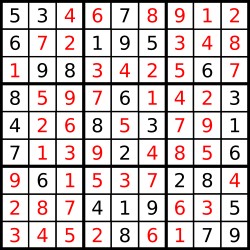 5 3 4 6 7 8 9 1 2
6 7 2 1 9 5 3 4 8
1 9 8 3 4 2 5 6 7
8 5 9 7 6 1 4 2 3
4 2 6 8 5 3 7 9 1
7 1 3 9 2 4 8 5 6
9 6 1 5 3 7 2 8 4
2 8 7 4 1 9 6 3 5
3 4 5 2 8 6 1 7 9